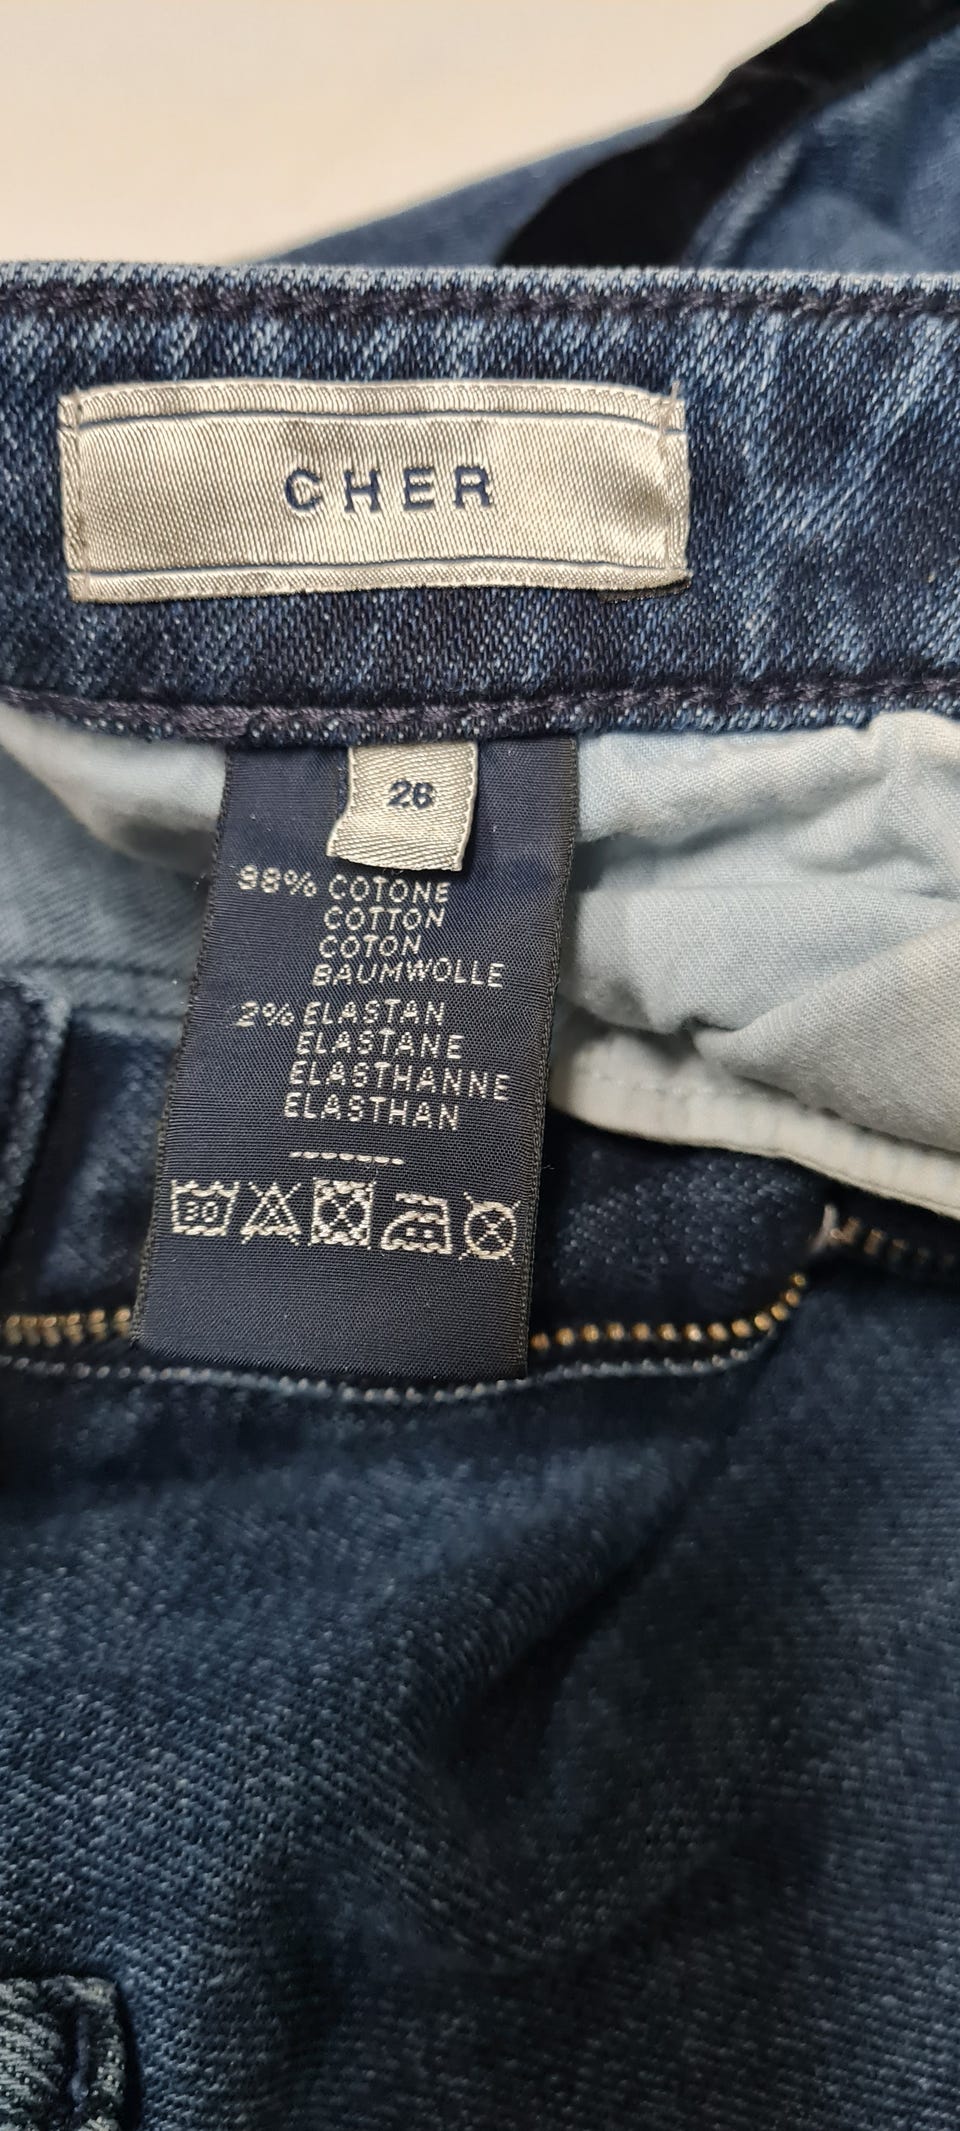 CHER
26
98% COTONE
COTTON
COTON
BAUMWOLLE
2% ELASTAN
ELASTANE
ELASTHANNE
ELASTHAN
30